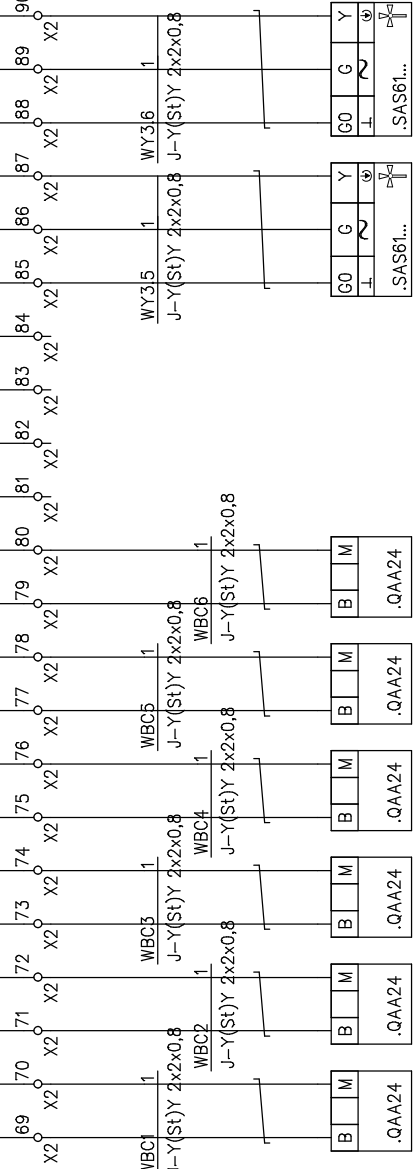 69 70 71 72 73 74 75 76 77 78 79 80 81 82 83 84 85 86 87 88 89 90
X2 X2 X2 X2 X2 X2 X2 X2 X2 X2 X2 X2 X2 X2 X2 X2 X2 X2 X2 X2 X2 X2
WBC1 1 WBC3 1 WBC5 1 WY3.5 1 WY3.6 1
J-Y(St)Y 2x2x0,8 J-Y(St)Y 2x2x0,8 J-Y(St)Y 2x2x0,8 J-Y(St)Y 2x2x0,8 J-Y(St)Y 2x2x0,8
WBC2 1 WBC4 1 WBC6 1
J-Y(St)Y 2x2x0,8 J-Y(St)Y 2x2x0,8 J-Y(St)Y 2x2x0,8
B M B M B M B M B M B M G0 G Y G0 G Y
.QAA24 .QAA24 .QAA24 .QAA24 .QAA24 .QAA24 .SAS61... .SAS61...